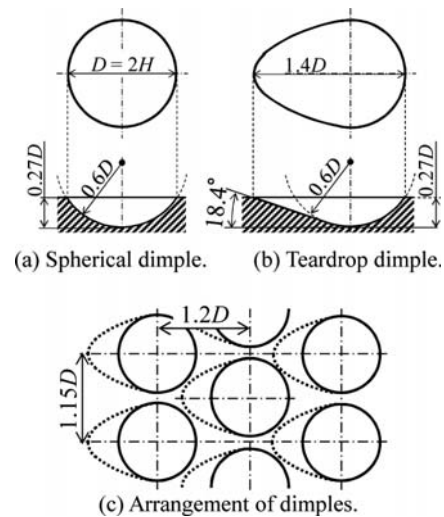 D = 2H
1.4D
0.27D
0.6D
18.4°
0.6D
0.27D
(a) Spherical dimple.
(b) Teardrop dimple.
1.2D
1.15D
(c) Arrangement of dimples.